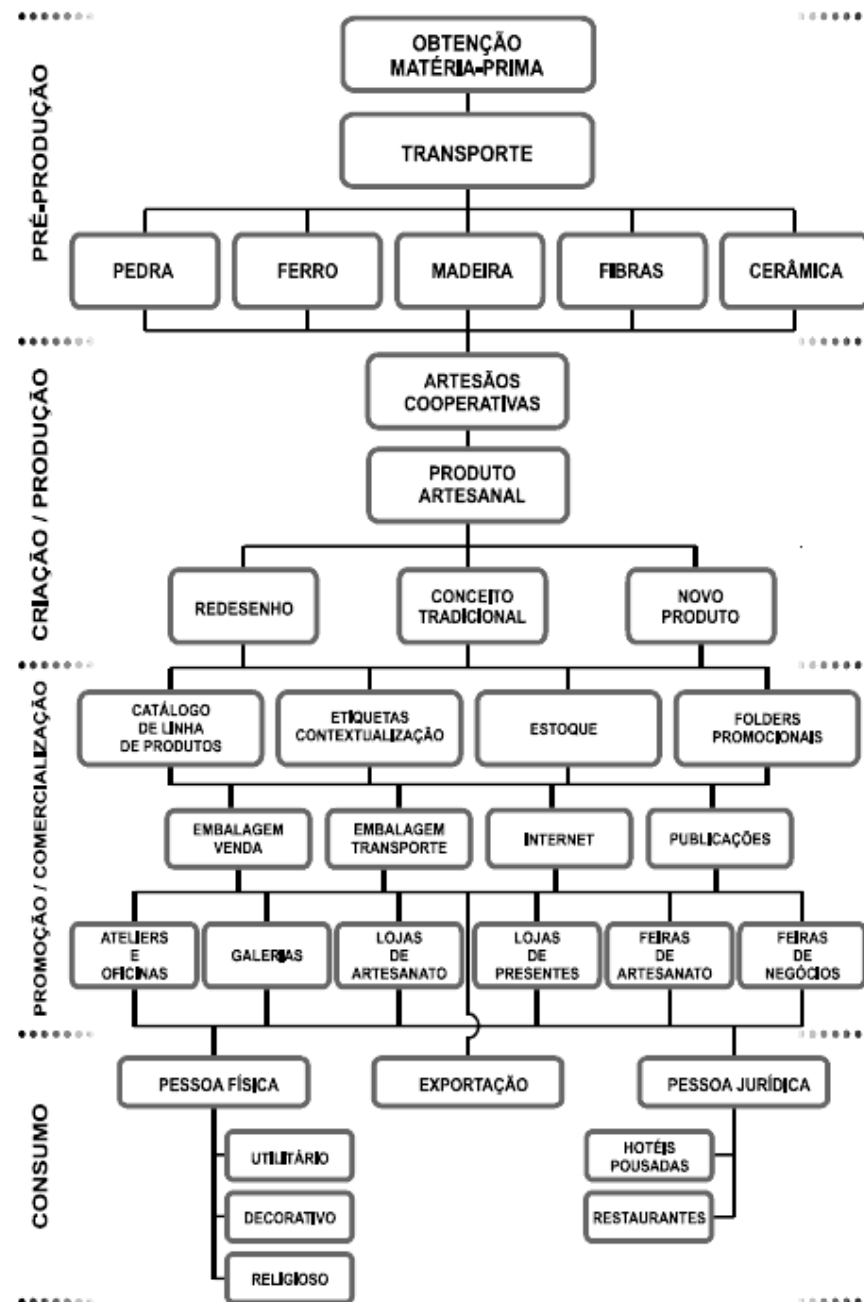 PRÉ-PRODUÇÃO
OBTENÇÃO
MATÉRIA-PRIMA
TRANSPORTE
PEDRA
FERRO
MADEIRA
FIBRAS
CERÂMICA
CRIAÇÃO / PRODUÇÃO
ARTESÃOS
COOPERATIVAS
PRODUTO
ARTESANAL
REDESENHO
CONCEITO
TRADICIONAL
NOVO
PRODUTO
PROMOÇÃO / COMERCIALIZAÇÃO
CATÁLOGO
DE LINHA
DE PRODUTOS
ETIQUETAS
CONTEXTUALIZAÇÃO
ESTOQUE
FOLDERS
PROMOCIONAIS
EMBALAGEM
VENDA
EMBALAGEM
TRANSPORTE
INTERNET
PUBLICAÇÕES
ATELIERS
E
OFICINAS
GALERIAS
LOJAS
DE
ARTESANATO
LOJAS
DE
PRESENTES
FEIRAS
DE
ARTESANATO
FEIRAS
DE
NEGÓCIOS
CONSUMO
PESSOA FÍSICA
EXPORTAÇÃO
PESSOA JURÍDICA
UTILITÁRIO
DECORATIVO
RELIGIOSO
HOTÉIS
POUSADAS
RESTAURANTES